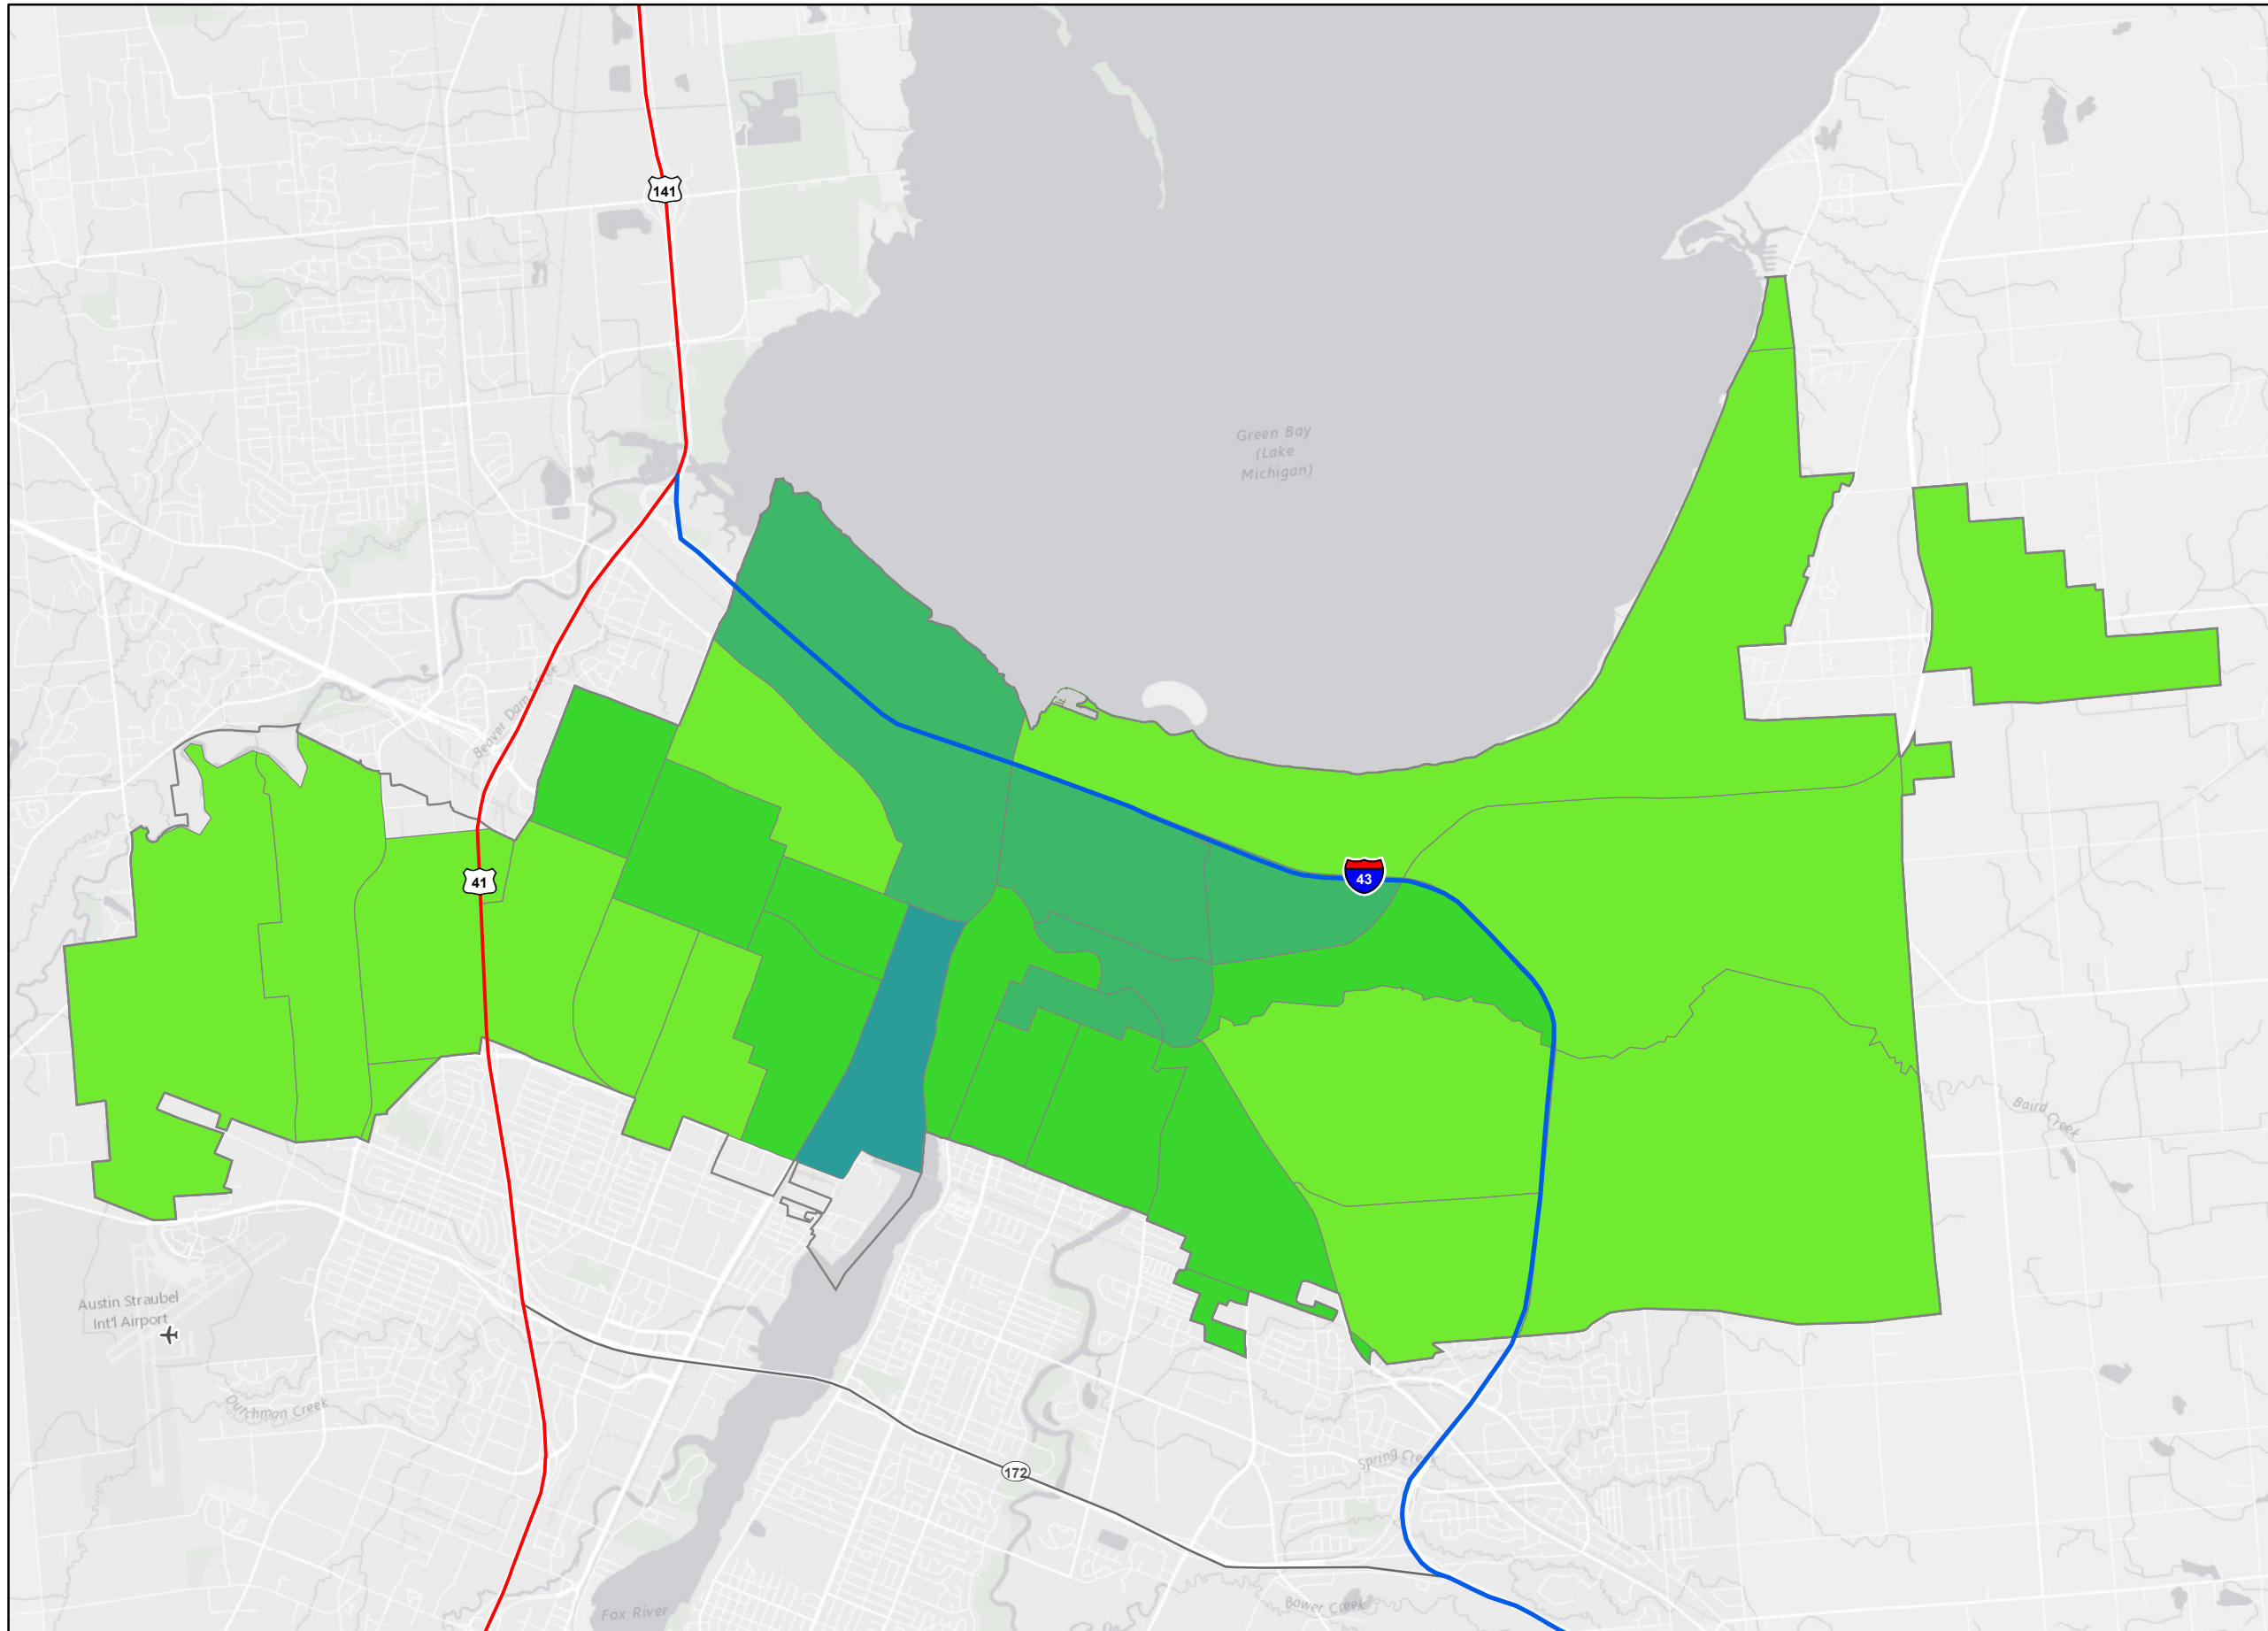 141
Green Bay
(Lake
Michigan)
Beaver Dam Creek
41
43
Baird Creek
Austin Straubel
Int'l Airport
Dutchman Creek
172
Spring Creek
Fox River
Bower Creek